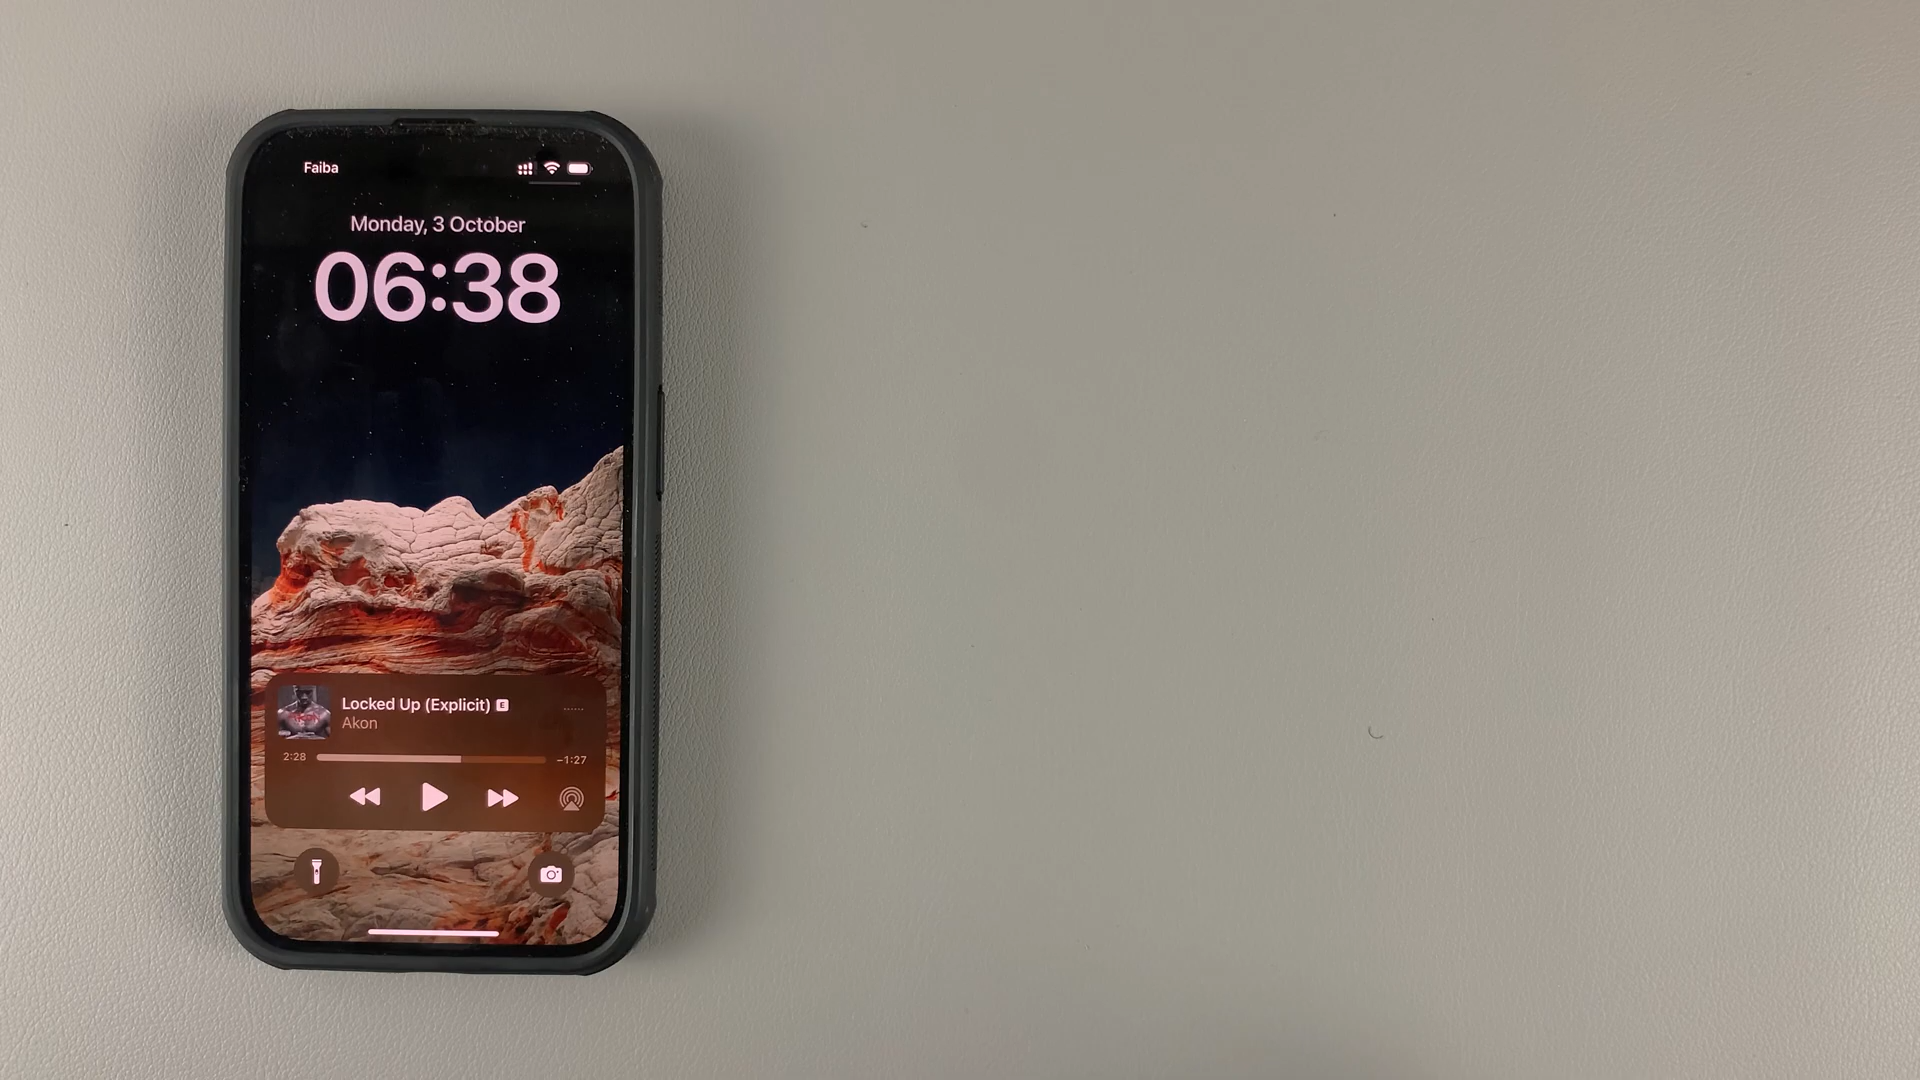 Faiba
Monday, 3 October
06:38
Locked Up (Explicit) E
Akon
2:28
-1:27